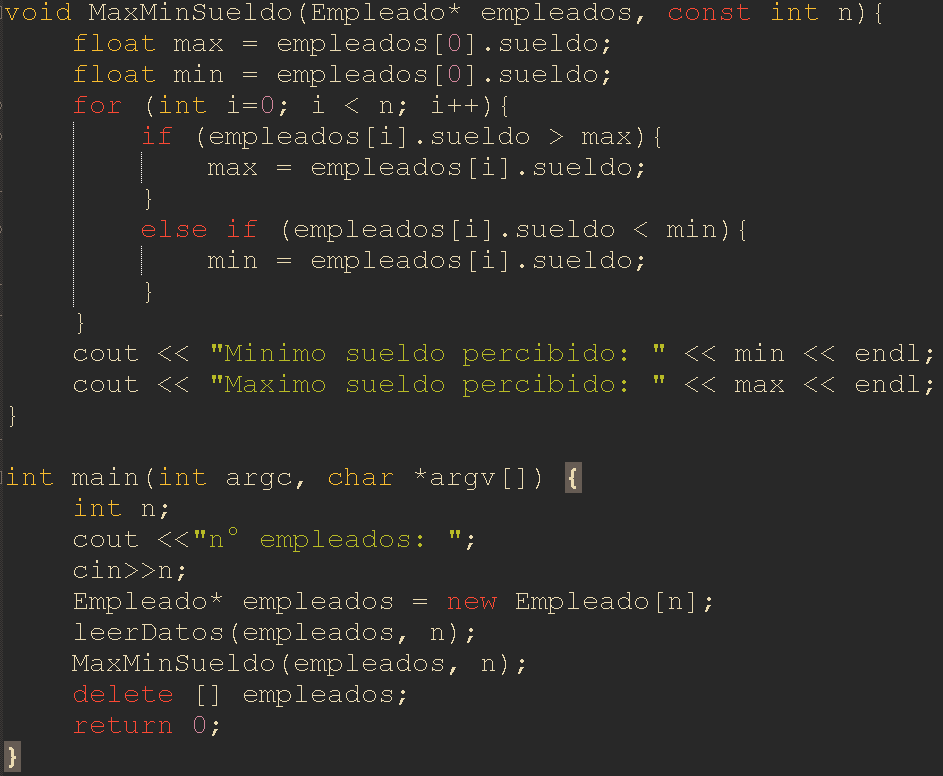 void MaxMinSueldo(Empleado* empleados, const int n){
    float max = empleados[0].sueldo;
    float min = empleados[0].sueldo;
    for (int i=0; i < n; i++){
        if (empleados[i].sueldo > max){
            max = empleados[i].sueldo;
        }
        else if (empleados[i].sueldo < min){
            min = empleados[i].sueldo;
        }
    }
    cout << "Minimo sueldo percibido: " << min << endl;
    cout << "Maximo sueldo percibido: " << max << endl;
}
int main(int argc, char *argv[]) {
    int n;
    cout <<"n° empleados: ";
    cin>>n;
    Empleado* empleados = new Empleado[n];
    leerDatos(empleados, n);
    MaxMinSueldo(empleados, n);
    delete [] empleados;
    return 0;
}